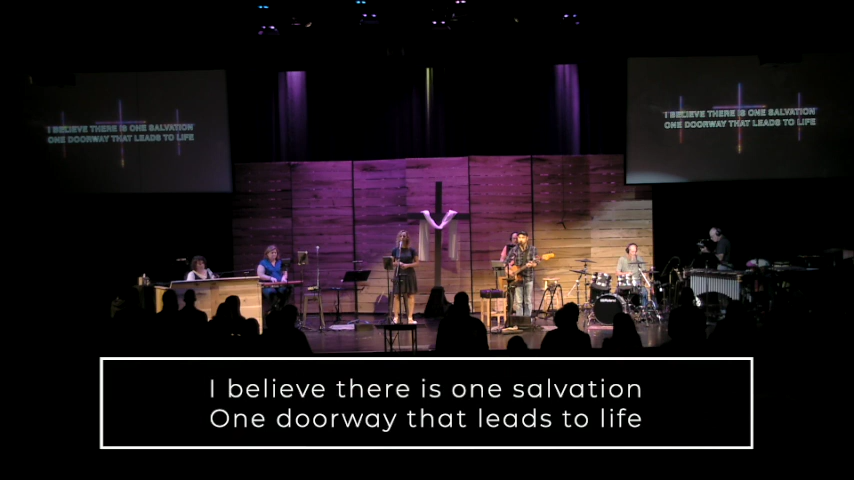 I BELIEVE THERE IS ONE SALVATION
ONE DOORWAY THAT LEADS TO LIFE
I BELIEVE THERE IS ONE SALVATION
ONE DOORWAY THAT LEADS TO LIFE
I believe there is one salvation
One doorway that leads to life